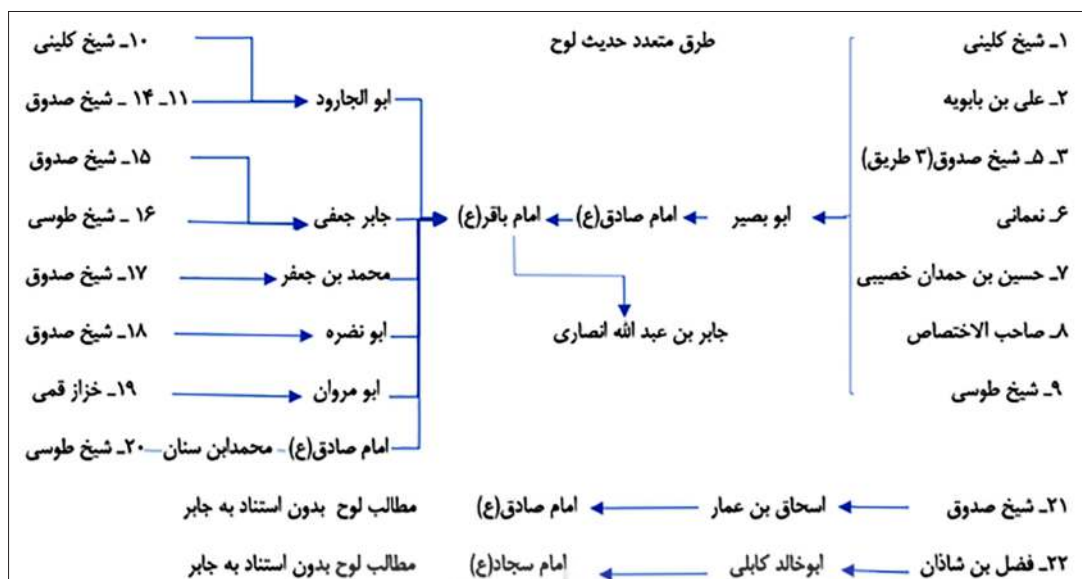 طرق متعدد حدیث لوح
۱ـ شیخ کلینی
۲ـ علی بن بابویه
۳ـ ۵ـ شیخ صدوق(۳ طریق)
۶ـ نعمانی
۷ـ حسین بن حمدان خصیبی
۸ـ صاحب الاختصاص
۹ـ شیخ طوسی
ابو بصیر
امام صادق(ع)
امام باقر(ع)
جابر بن عبد الله انصاری
ابو الجارود
۱۰ـ شیخ کلینی
۱۱ـ ۱۴ ـ شیخ صدوق
جابر جعفی
۱۵ـ شیخ صدوق
۱۶ ـ شیخ طوسی
محمد بن جعفر
۱۷ـ شیخ صدوق
ابو نضره
۱۸ـ شیخ صدوق
ابو مروان
۱۹ـ خزاز قمی
امام صادق(ع) - محمدابن سنان -۲۰ـ شیخ طوسی
۲۱ـ شیخ صدوق اسحاق بن عمار امام صادق(ع) مطالب لوح بدون استناد به جابر
۲۲ـ فضل بن شاذان ابوخالد کابلی امام سجاد(ع) مطالب لوح بدون استناد به جابر